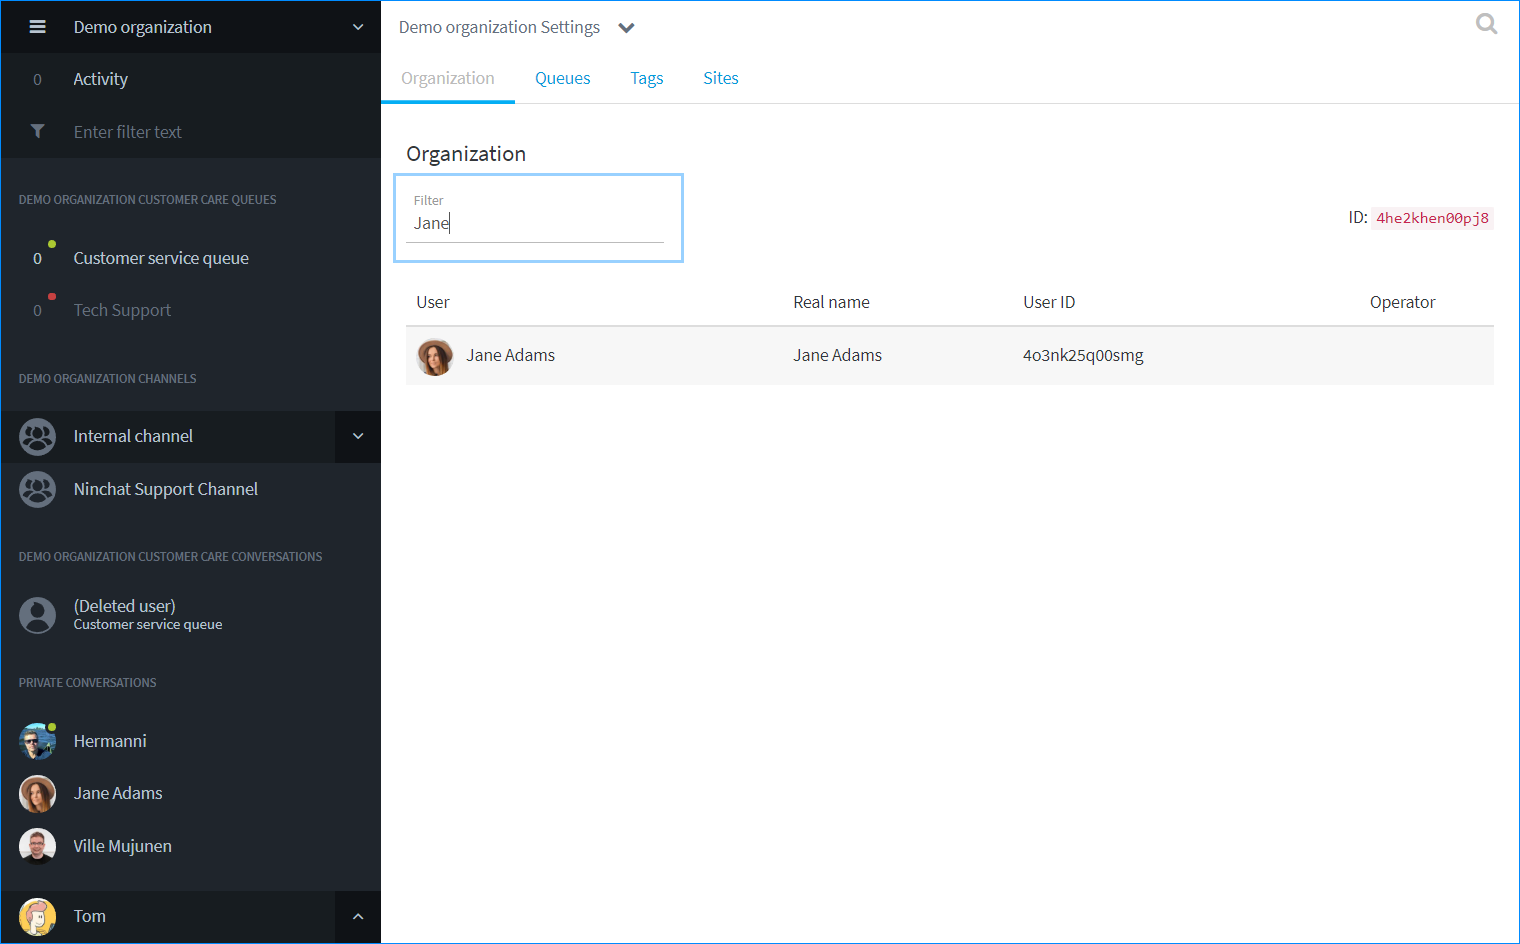 Demo organization
0 Activity
Enter filter text
DEMO ORGANIZATION CUSTOMER CARE QUEUES
0 Customer service queue
0 Tech Support
DEMO ORGANIZATION CHANNELS
Internal channel
Ninchat Support Channel
DEMO ORGANIZATION CUSTOMER CARE CONVERSATIONS
(Deleted user)
Customer service queue
PRIVATE CONVERSATIONS
Hermanni
Jane Adams
Ville Mujunen
Tom
Demo organization Settings
Organization Queues Tags Sites
Organization
Filter
Jane
ID: 4he2khen00pj8
User Real name User ID Operator
Jane Adams Jane Adams 4o3nk25q00smg